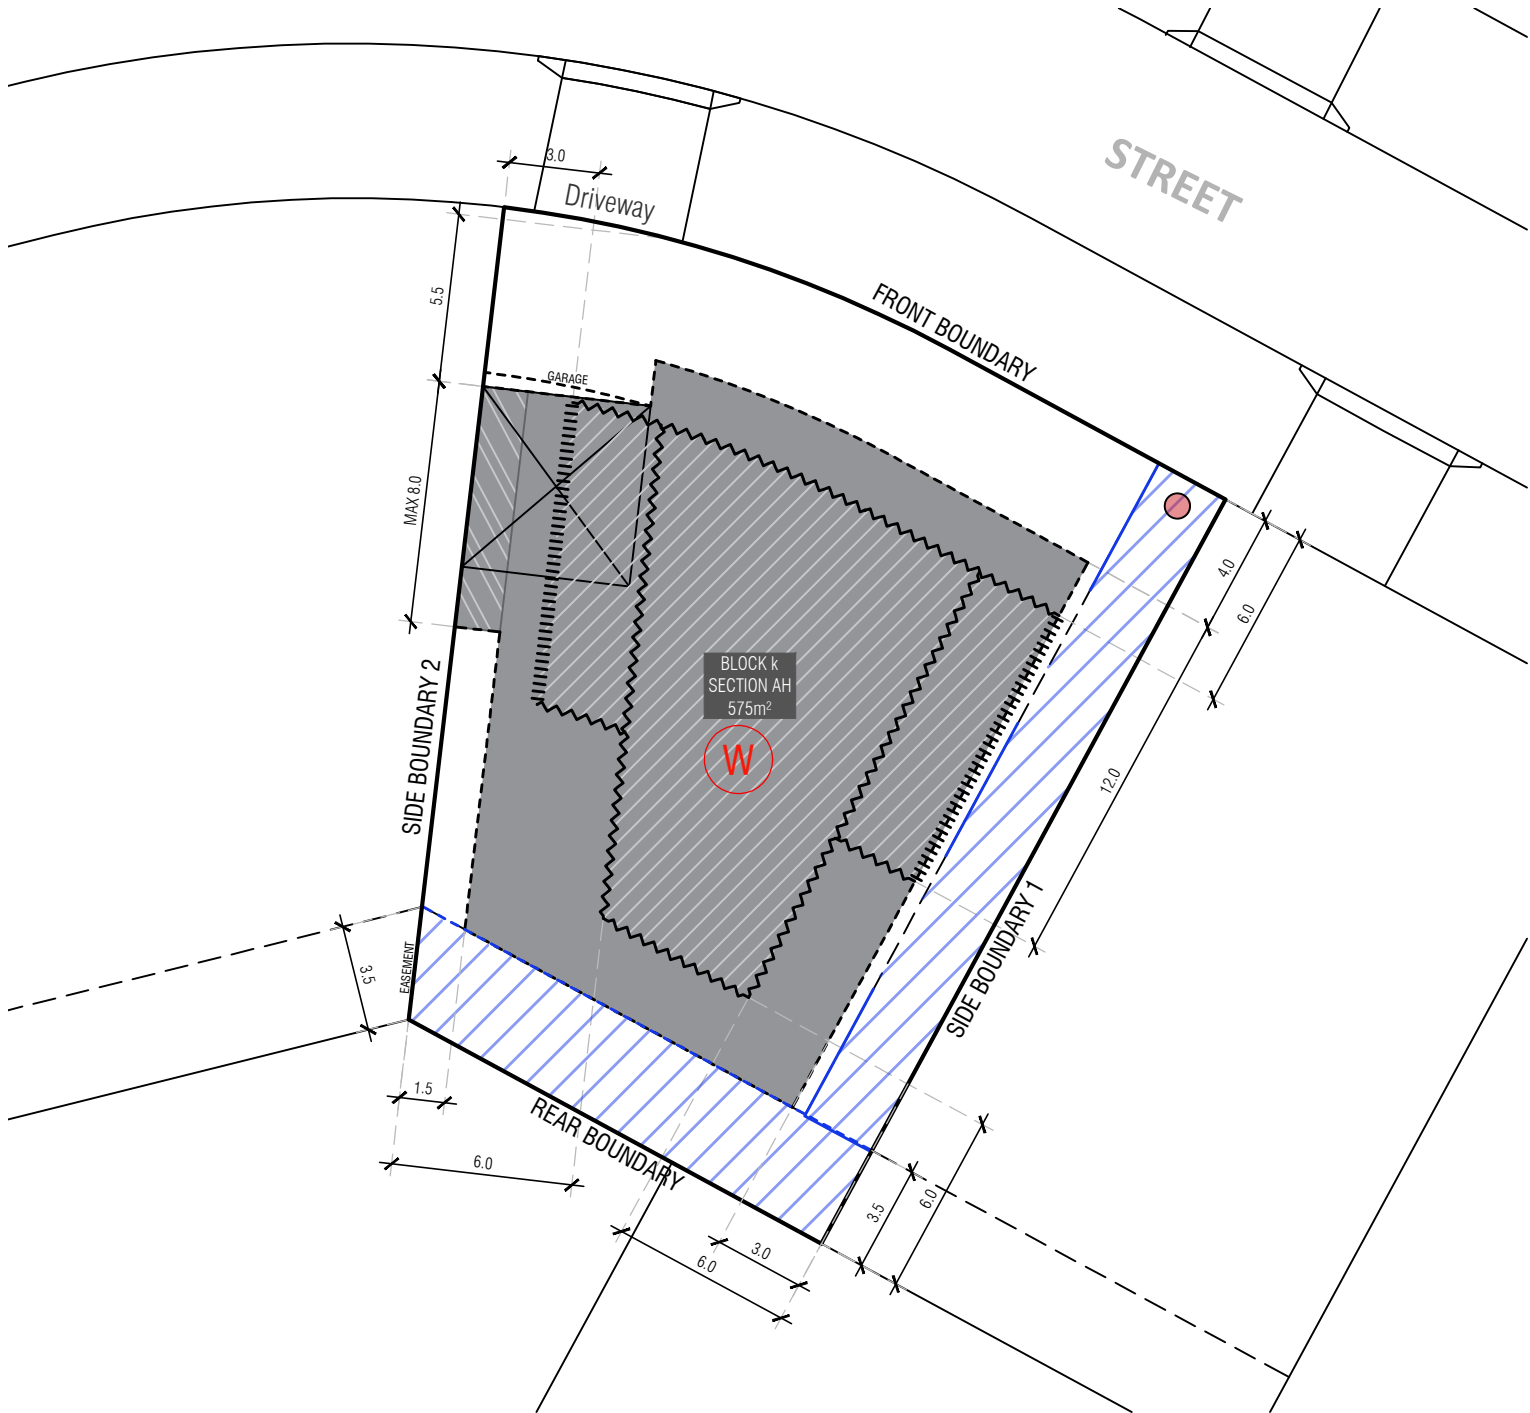 STREET
3.0
Driveway
5.5
FRONT BOUNDARY
GARAGE
MAX 8.0
4.0
6.0
BLOCK k
SECTION AH
575m²
W
SIDE BOUNDARY 2
12.0
SIDE BOUNDARY 1
EASEMENT
3.5
1.5
REAR BOUNDARY
6.0
3.5
6.0
3.0
6.0